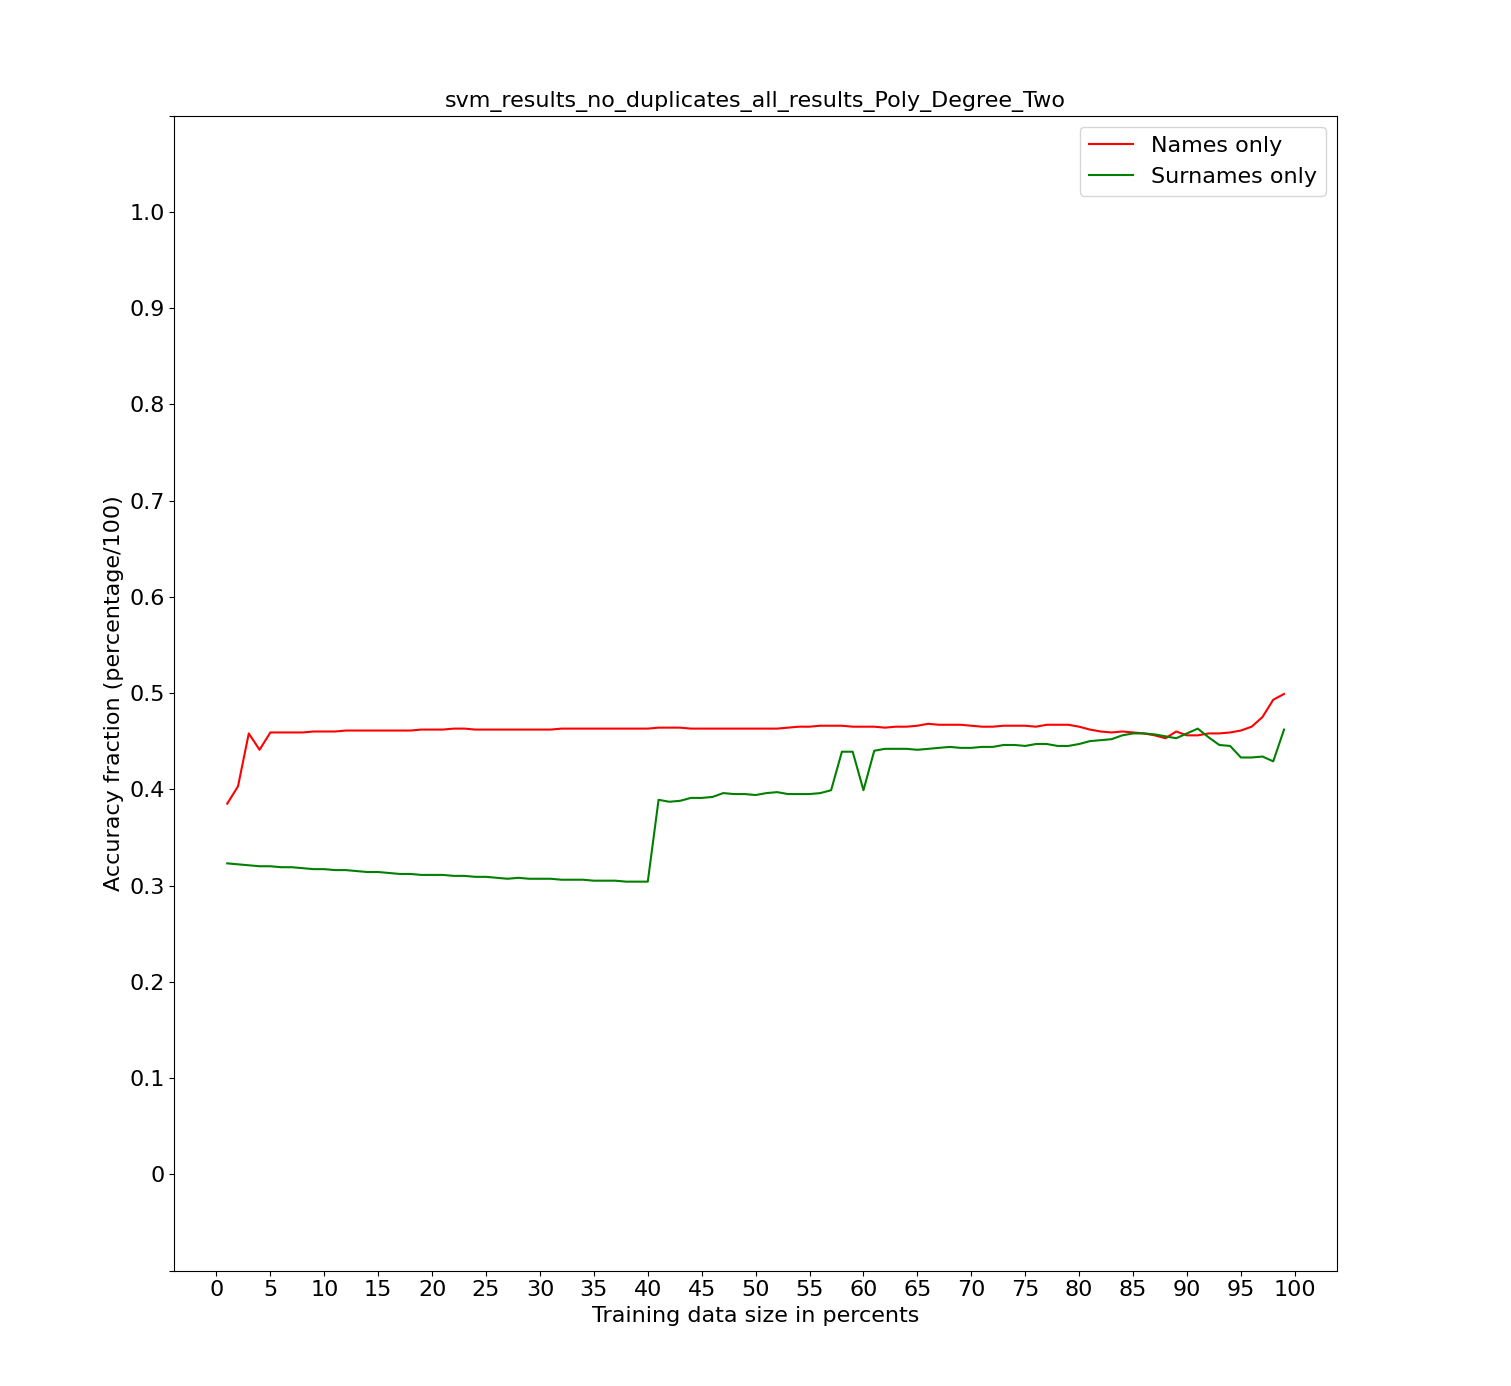 svm_results_no_duplicates_all_results_Poly_Degree_Two
Names only
Surnames only
1.0
0.9
0.8
0.7
0.6
0.5
0.4
0.3
0.2
0.1
0
Accuracy fraction (percentage/100)
0 5 10 15 20 25 30 35 40 45 50 55 60 65 70 75 80 85 90 95 100
Training data size in percents